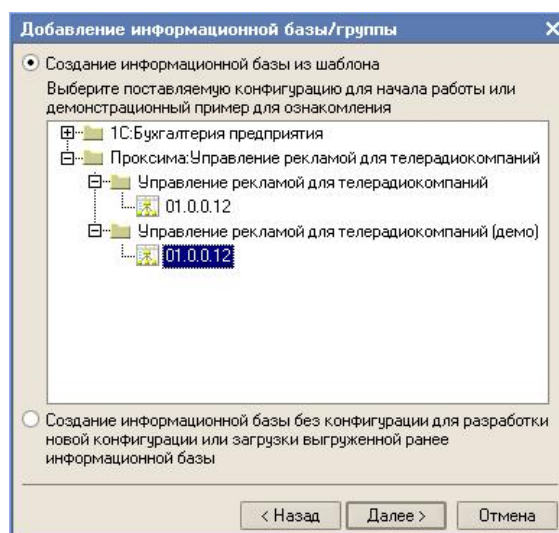 Добавление информационной базы/группы
Создание информационной базы из шаблона
Выберите поставляемую конфигурацию для начала работы или
демонстрационный пример для ознакомления
1С:Бухгалтерия предприятия
Проксима:Управление рекламой для телерадиокомпаний
Управление рекламой для телерадиокомпаний
01.0.0.12
Управление рекламой для телерадиокомпаний (демо)
01.0.0.12
Создание информационной базы без конфигурации для разработки
новой конфигурации или загрузки выгруженной ранее
информационной базы
< Назад Далее > Отмена